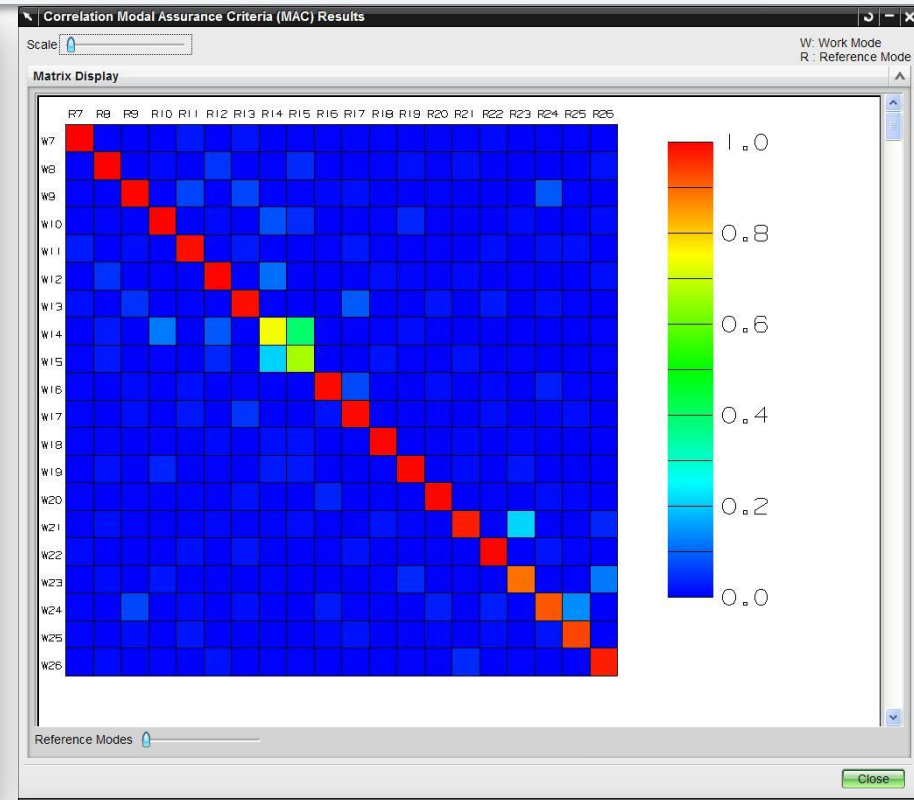 Correlation Modal Assurance Criteria (MAC) Results
Scale
W: Work Mode
R : Reference Mode
Matrix Display
R7 R8 R9 R10 R11 R12 R13 R14 R15 R16 R17 R18 R19 R20 R21 R22 R23 R24 R25 R26
W7
W8
W9
W10
W11
W12
W13
W14
W15
W16
W17
W18
W19
W20
W21
W22
W23
W24
W25
W26
1.0
0.8
0.6
0.4
0.2
0.0
Reference Modes
Close